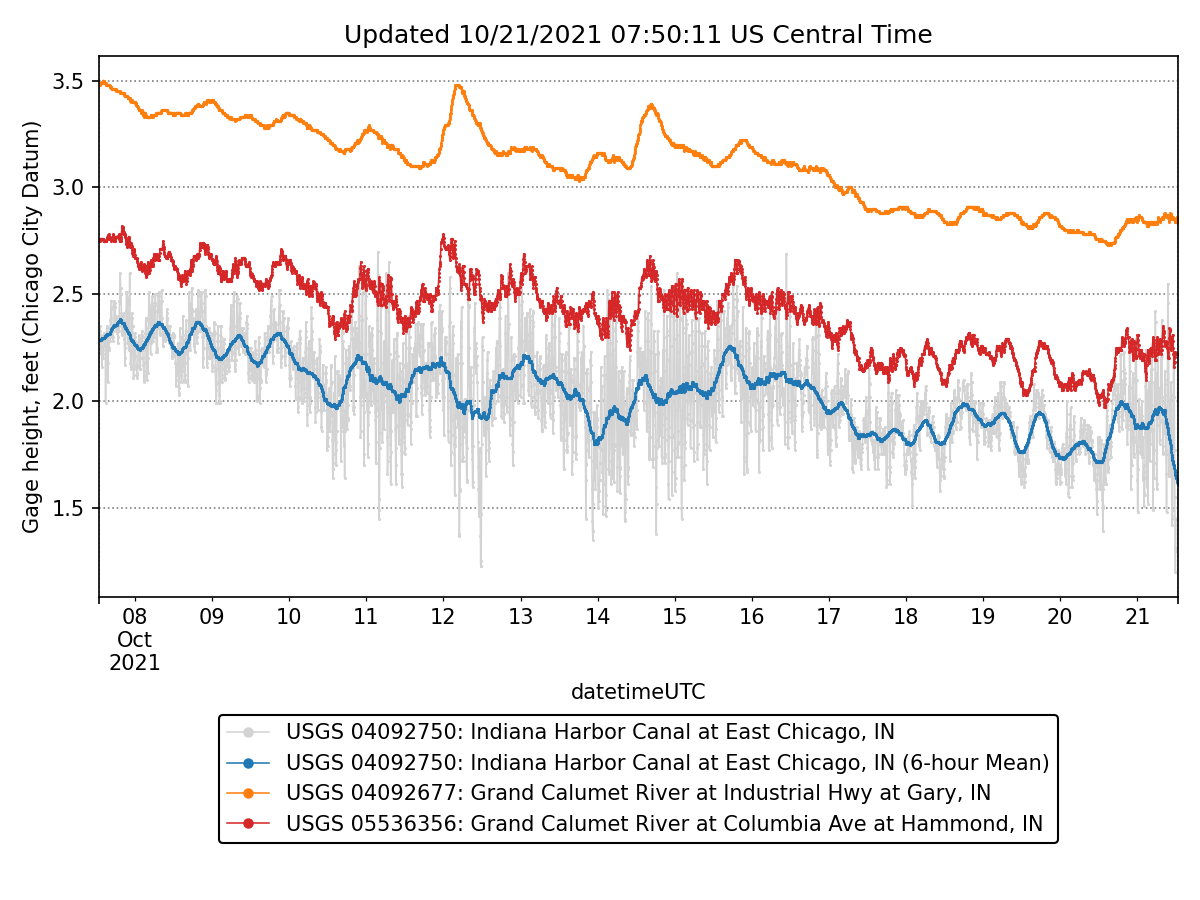 Updated 10/21/2021 07:50:11 US Central Time
Gage height, feet (Chicago City Datum)
3.5
3.0
2.5
2.0
1.5
08 09 10 11 12 13 14 15 16 17 18 19 20 21
Oct
2021
datetimeUTC
USGS 04092750: Indiana Harbor Canal at East Chicago, IN
USGS 04092750: Indiana Harbor Canal at East Chicago, IN (6-hour Mean)
USGS 04092677: Grand Calumet River at Industrial Hwy at Gary, IN
USGS 05536356: Grand Calumet River at Columbia Ave at Hammond, IN